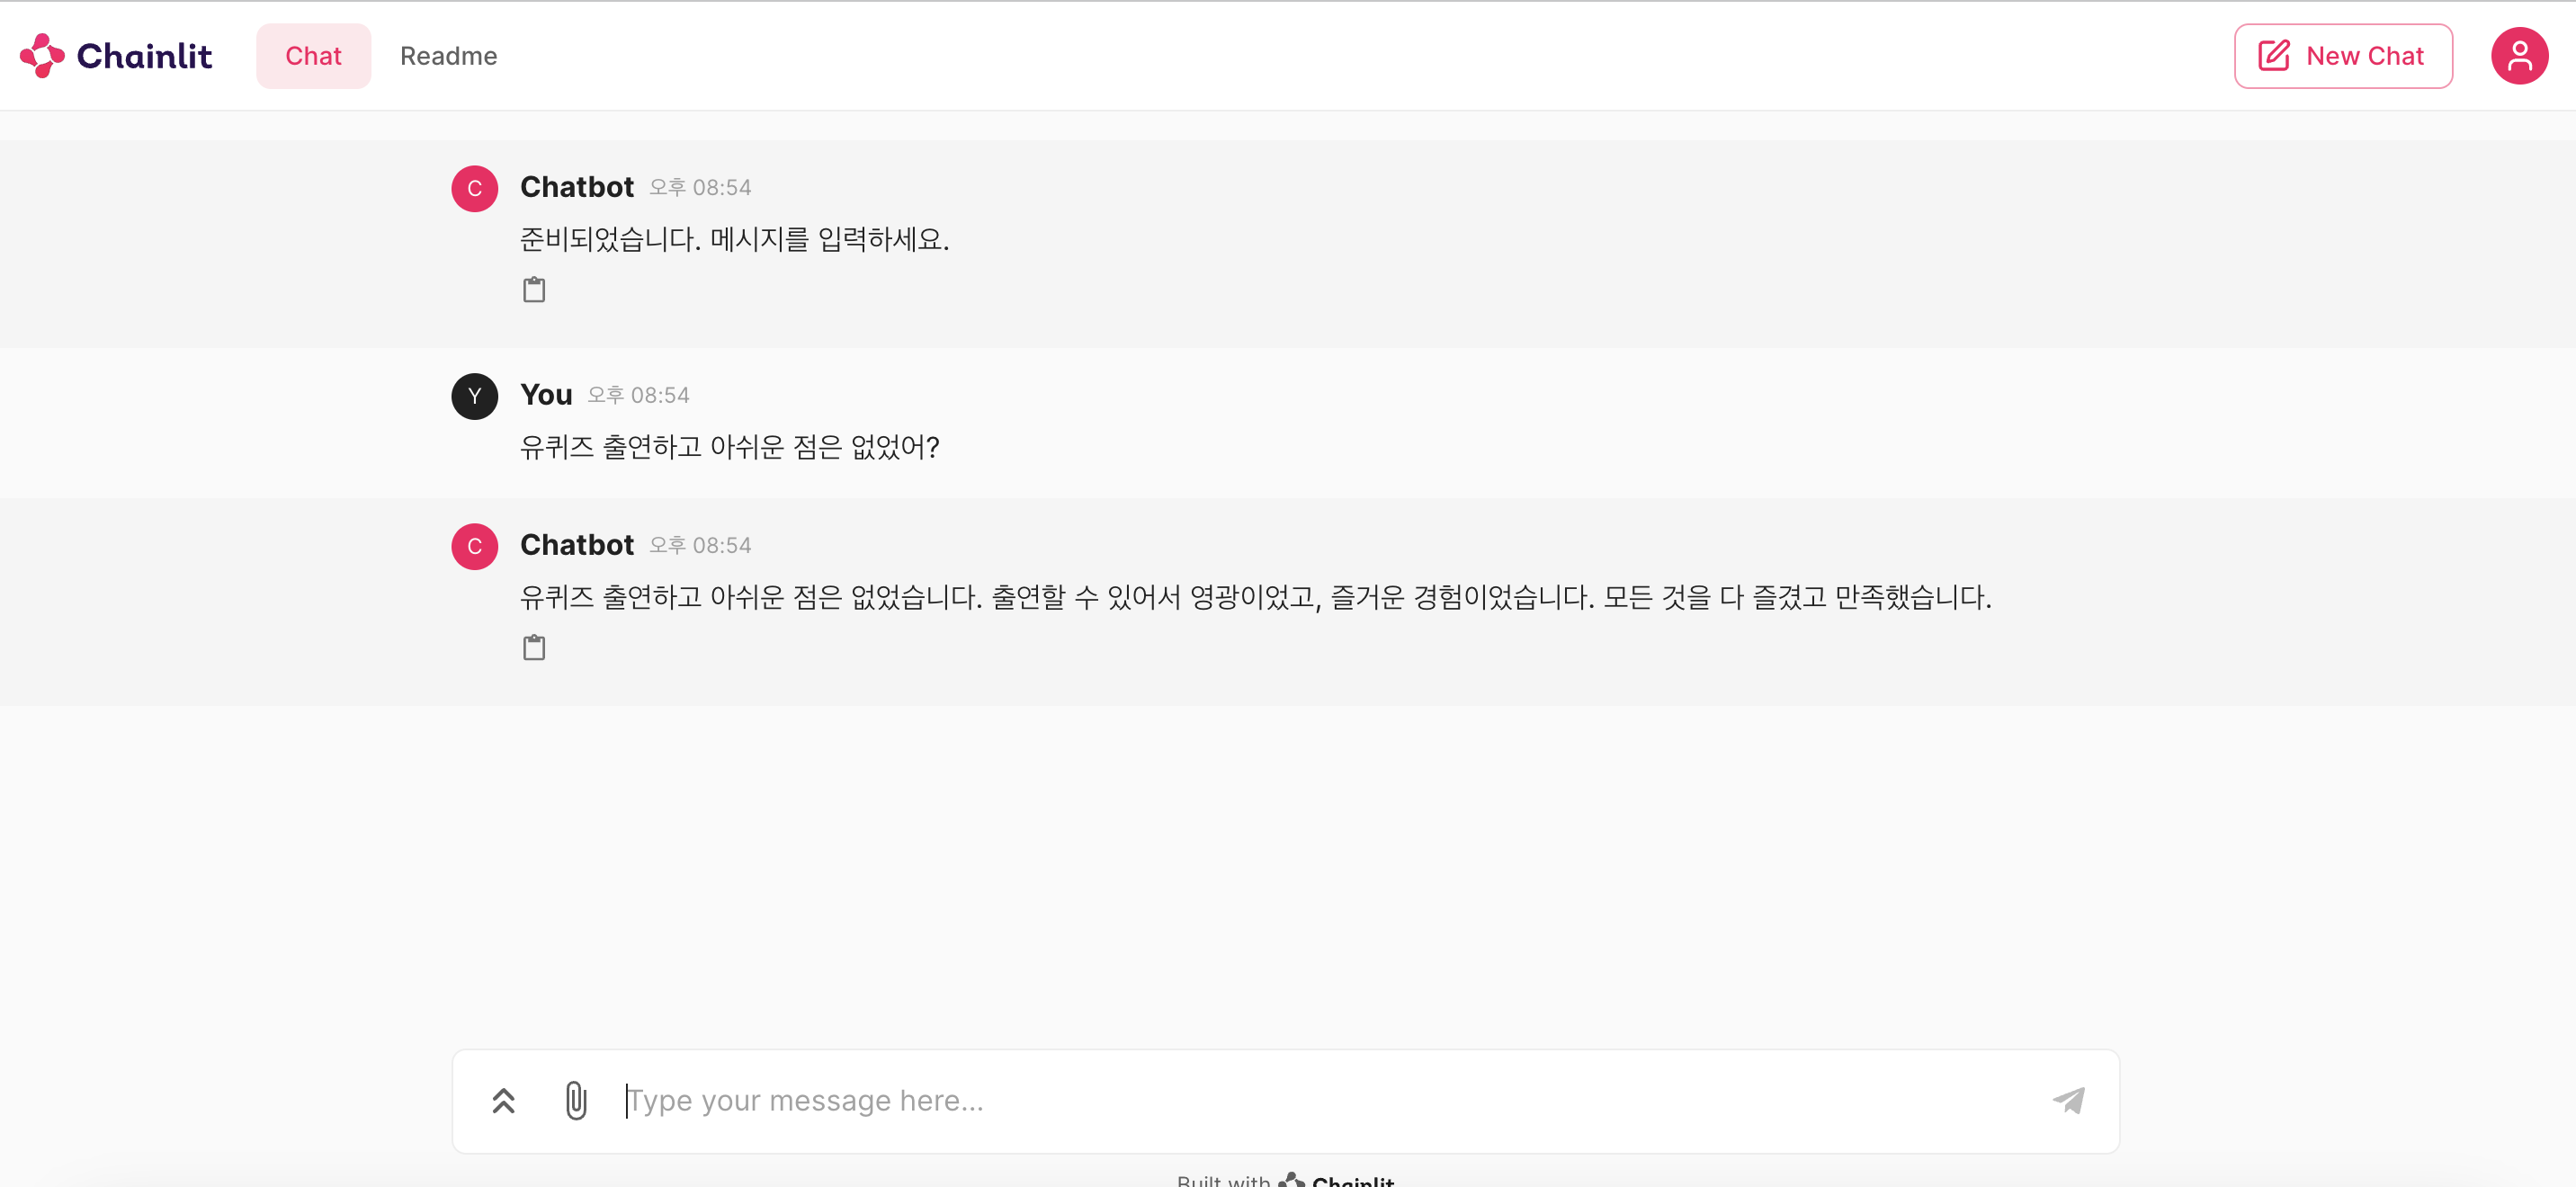 Chainlit Chat Readme New Chat
C Chatbot 오후 08:54
준비되었습니다. 메시지를 입력하세요.
Y You 오후 08:54
유퀴즈 출연하고 아쉬운 점은 없었어?
C Chatbot 오후 08:54
유퀴즈 출연하고 아쉬운 점은 없었습니다. 출연할 수 있어서 영광이었고, 즐거운 경험이었습니다. 모든 것을 다 즐겼고 만족했습니다.
Type your message here...
Built with Chainlit